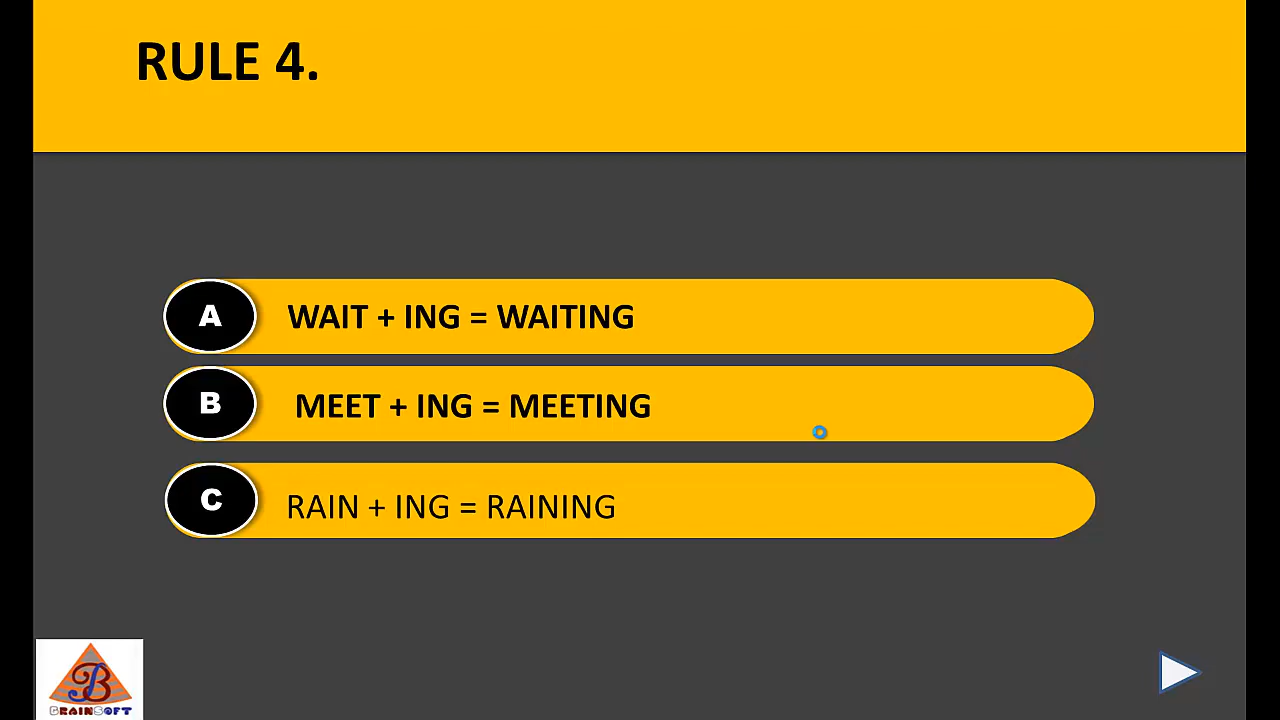 RULE 4.
A WAIT + ING = WAITING
B MEET + ING = MEETING
C RAIN + ING = RAINING
B
BRAINSOFT